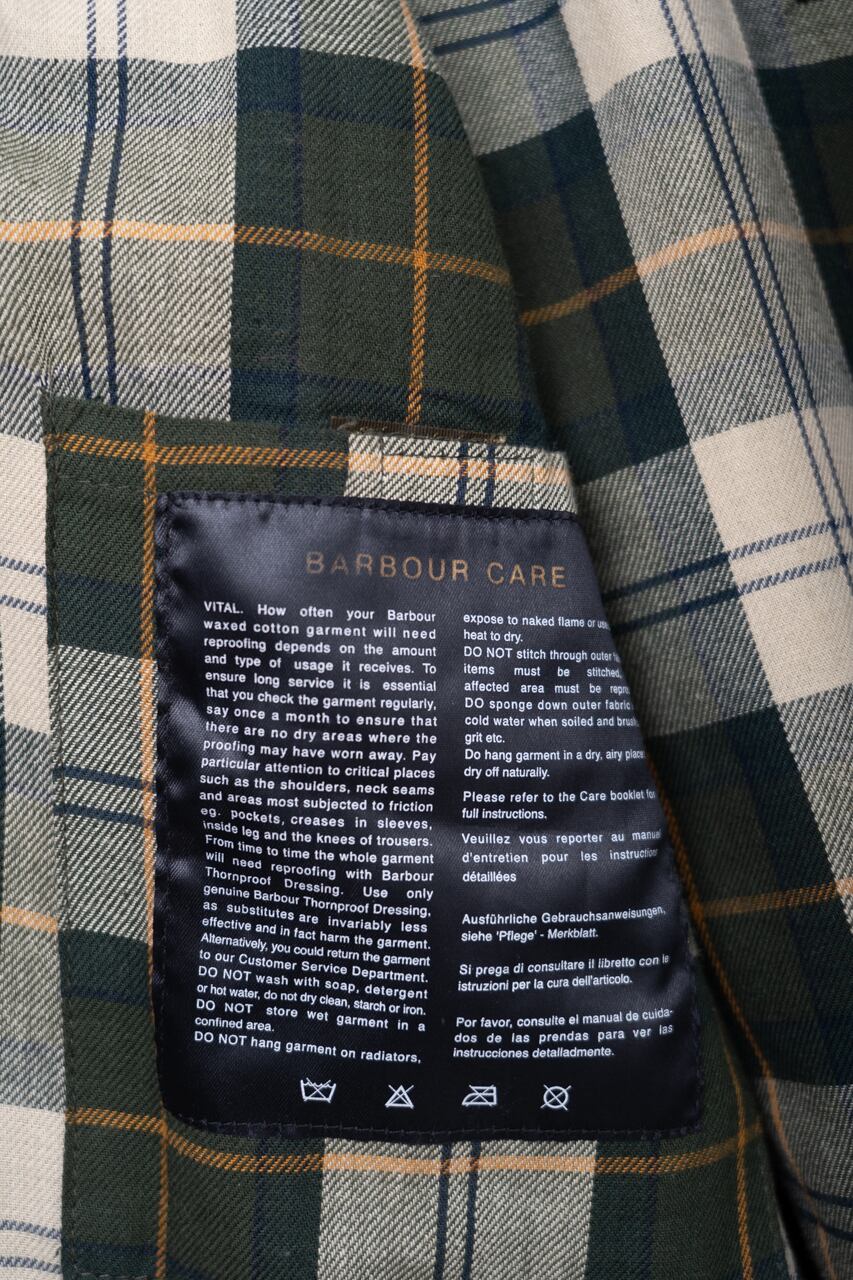 BARBOUR CARE
VITAL. How often your Barbour
waxed cotton garment will need
reproofing depends on the amount
and type of usage it receives. To
ensure long service it is essential
that you check the garment regularly,
say once a month to ensure that
there are no dry areas where the
proofing may have worn away. Pay
particular attention to critical places
such as the shoulders, neck seams
and areas most subjected to friction
eg. pockets, creases in sleeves,
inside leg and the knees of trousers.
From time to time the whole garment
will need reproofing with Barbour
Thornproof Dressing. Use only
genuine Barbour Thornproof Dressing,
as substitutes are invariably less
effective and in fact harm the garment.
Alternatively, you could return the garment
to our Customer Service Department.
DO NOT wash with soap, detergent
or hot water, do not dry clean, starch or iron.
DO NOT store wet garment in a
confined area.
DO NOT hang garment on radiators,
expose to naked flame or
heat to dry.
DO NOT stitch through outer
items must be stitched,
affected area must be
DO sponge down outer fabric
cold water when soiled and
grit etc.
Do hang garment in a dry, airy place
dry off naturally.
Please refer to the Care booklet for
full instructions.
Veuillez vous reporter au manuel
d'entretien pour les instructions
détaillées
Ausführliche Gebrauchsanweisungen,
siehe 'Pflege' - Merkblatt.
Si prega di consultare il libretto con le
istruzioni per la cura dell'articolo.
Por favor, consulte el manual de cuida-
dos de las prendas para ver las
instrucciones detalladmente.